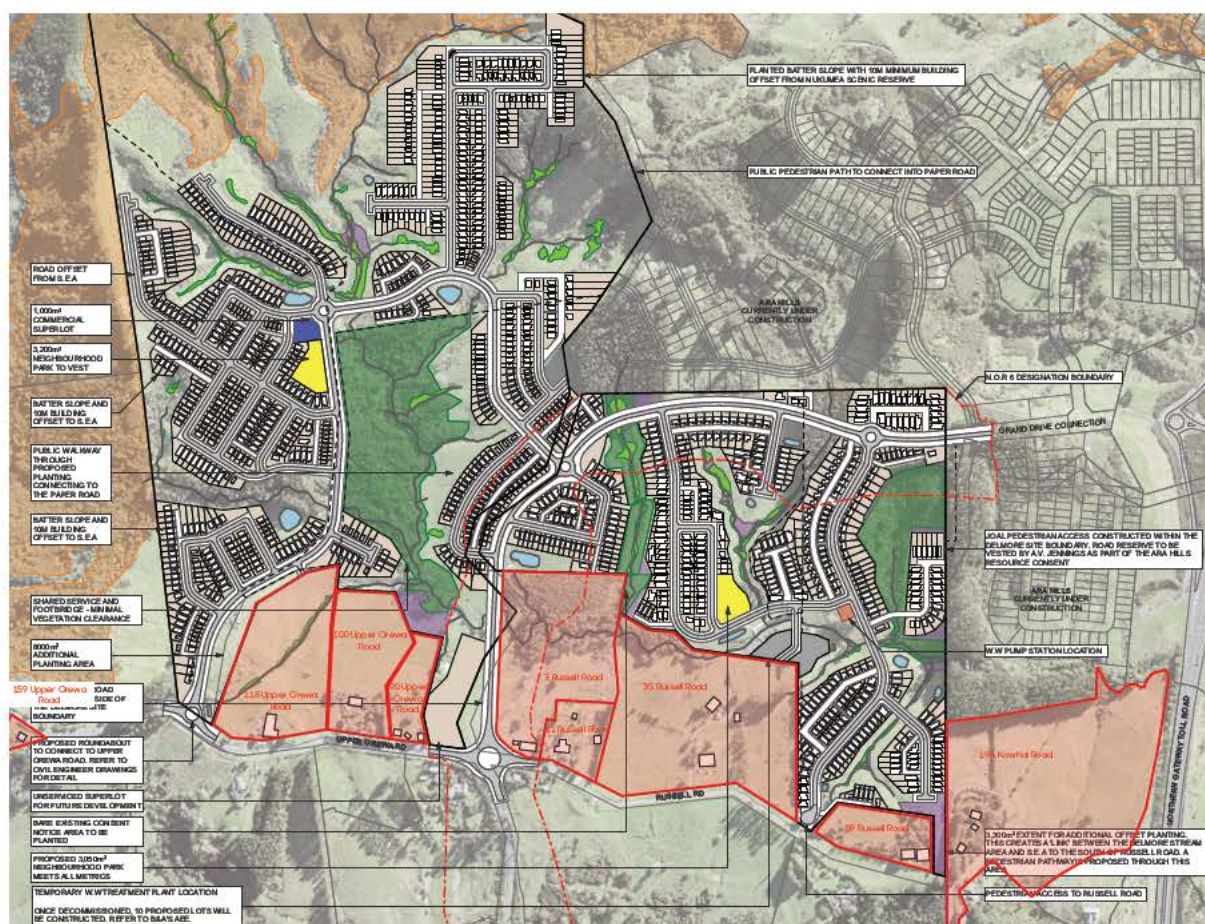 PLANTED BATTER SLOPE WITH 10M MINIMUM BUILDING
OFFSET FROM NUKUMEA SCENIC RESERVE
PUBLIC PEDESTRIAN PATH TO CONNECT INTO PAPER ROAD
ROAD OFFSET
FROM S.E.A
1,000m²
COMMERCIAL
SUPERLOT
3,200m²
NEIGHBOURHOOD
PARK TO VEST
BATTER SLOPE AND
10M BUILDING
OFFSET TO S.E.A
PUBLIC WALKWAY
THROUGH
PROPOSED
PLANTING
CONNECTING TO
THE PAPER ROAD
BATTER SLOPE AND
10M BUILDING
OFFSET TO S.E.A
SHARED SERVICE AND
FOOTBRIDGE - MINIMAL
VEGETATION CLEARANCE
8000m²
ADDITIONAL
PLANTING AREA
159 Upper Orewa
Road
ROAD
SIDE OF
SITE
BOUNDARY
PROPOSED ROUNDABOUT
TO CONNECT TO UPPER
OREWA ROAD. REFER TO
CIVIL ENGINEER DRAWINGS
FOR DETAIL
UNSERVICED SUPERLOT
FOR FUTURE DEVELOPMENT
BARE EXISTING CONSENT
NOTICE AREA TO BE
PLANTED
PROPOSED 3,050m²
NEIGHBOURHOOD PARK
MEETS ALL METRICS
TEMPORARY W.W TREATMENT PLANT LOCATION
ONCE DECOMMISSIONED, 10 PROPOSED LOTS WILL
BE CONSTRUCTED. REFER TO B&A'S AEE.
ARA HILLS
CURRENTLY UNDER
CONSTRUCTION
N.O.R 6 DESIGNATION BOUNDARY
GRAND DRIVE CONNECTION
JOAL PEDESTRIAN ACCESS CONSTRUCTED WITHIN THE
DELMORE SITE BOUNDARY. ROAD RESERVE TO BE
VESTED BY A.V. JENNINGS AS PART OF THE ARA HILLS
RESOURCE CONSENT
ARA HILLS
CURRENTLY UNDER
CONSTRUCTION
W.W PUMP STATION LOCATION
118 Upper Orewa
Road
100 Upper Orewa
Road
Upper
Orewa
Road
UPPER OREWA RD
Russell Road
Russell Road
35 Russell Road
RUSSELL RD
Russell Road
Kowhai Road
NORTHERN GATEWAY TOLL ROAD
3,300m² EXTENT FOR ADDITIONAL OFFSET PLANTING.
THIS CREATES A 'LINK' BETWEEN THE DELMORE STREAM
AREA AND S.E.A TO THE SOUTH OF RUSSELL ROAD. A
PEDESTRIAN PATHWAY IS PROPOSED THROUGH THIS
AREA
PEDESTRIAN ACCESS TO RUSSELL ROAD